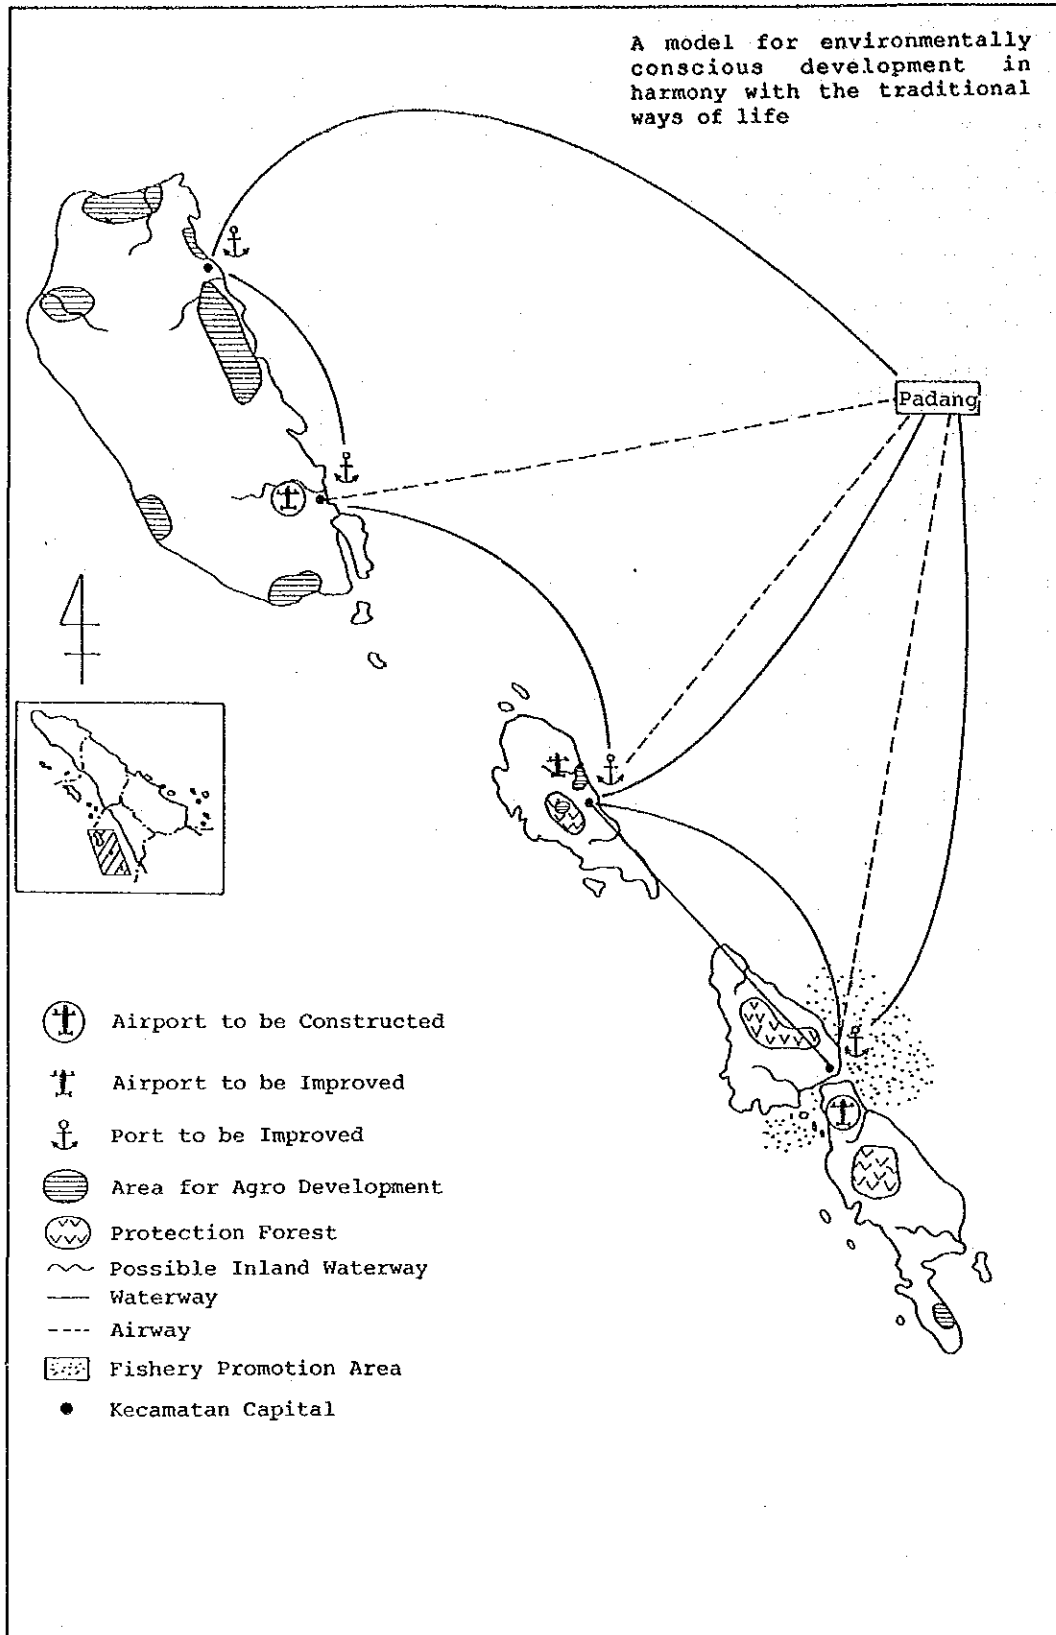 A model for environmentally
conscious development in
harmony with the traditional
ways of life
Padang
Airport to be Constructed
Airport to be Improved
Port to be Improved
Area for Agro Development
Protection Forest
Possible Inland Waterway
Waterway
Airway
Fishery Promotion Area
Kecamatan Capital